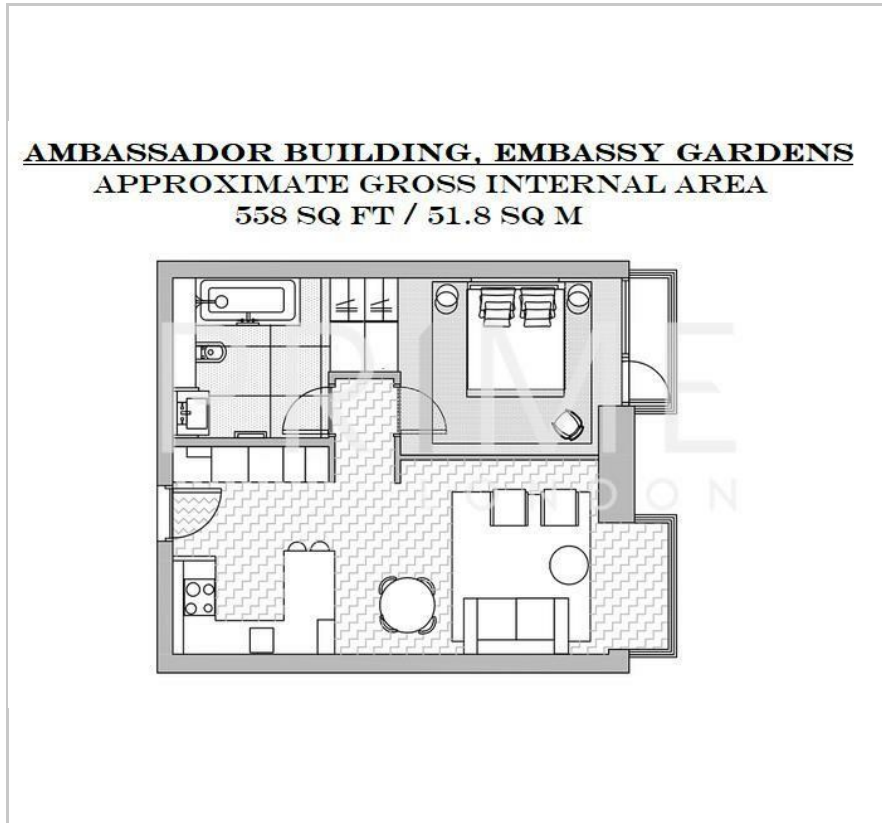 AMBASSADOR BUILDING, EMBASSY GARDENS
APPROXIMATE GROSS INTERNAL AREA
558 SQ FT / 51.8 SQ M
PRIME
LONDON